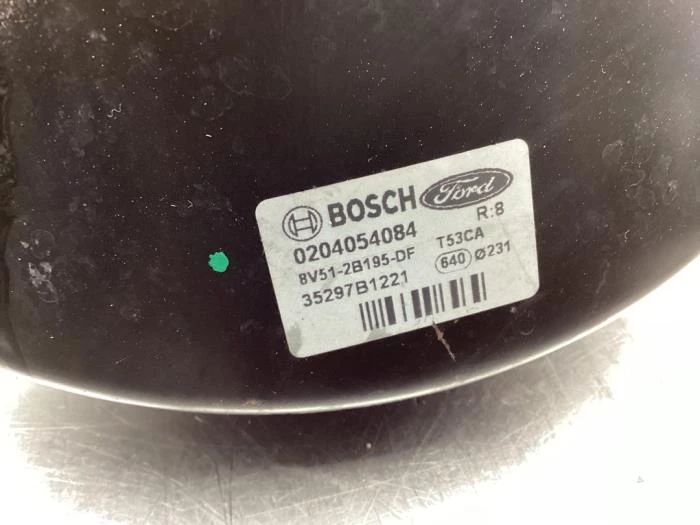 BOSCH Ford
0204054084 R:8
8V51-2B195-DF T53CA
35297B1221 640 Ø231